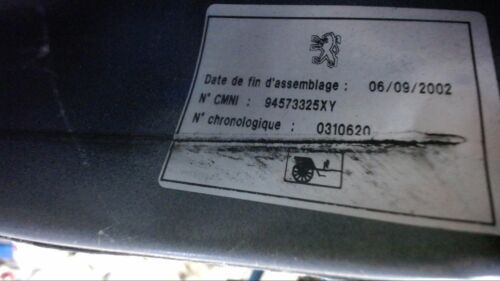 Date de fin d'assemblage : 06/09/2002
N° CMNI : 94573325XY
N° chronologique : 0310620